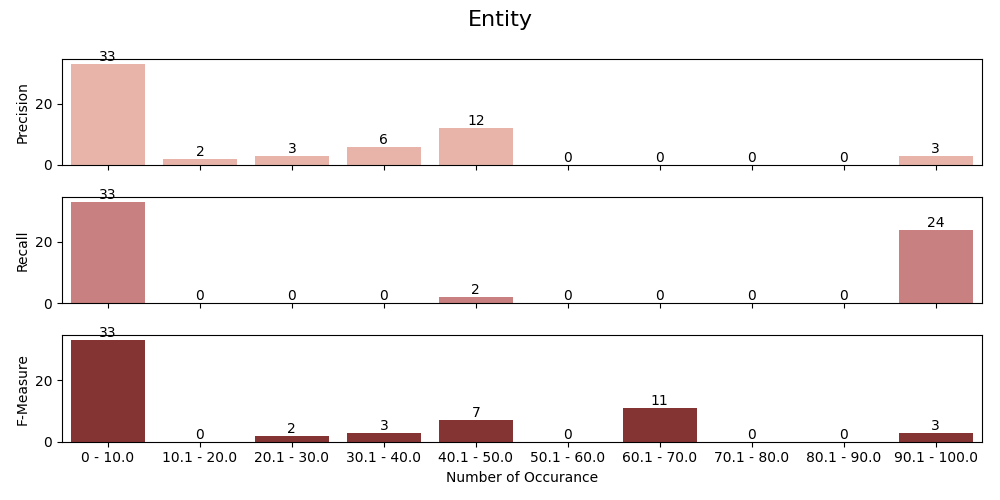 Entity
33 2 3 6 12 0 0 0 0 3
20
0
Precision
33 0 0 0 2 0 0 0 0 24
20
0
Recall
33 0 2 3 7 0 11 0 0 3
20
0
F-Measure
0 - 10.0 10.1 - 20.0 20.1 - 30.0 30.1 - 40.0 40.1 - 50.0 50.1 - 60.0 60.1 - 70.0 70.1 - 80.0 80.1 - 90.0 90.1 - 100.0
Number of Occurance